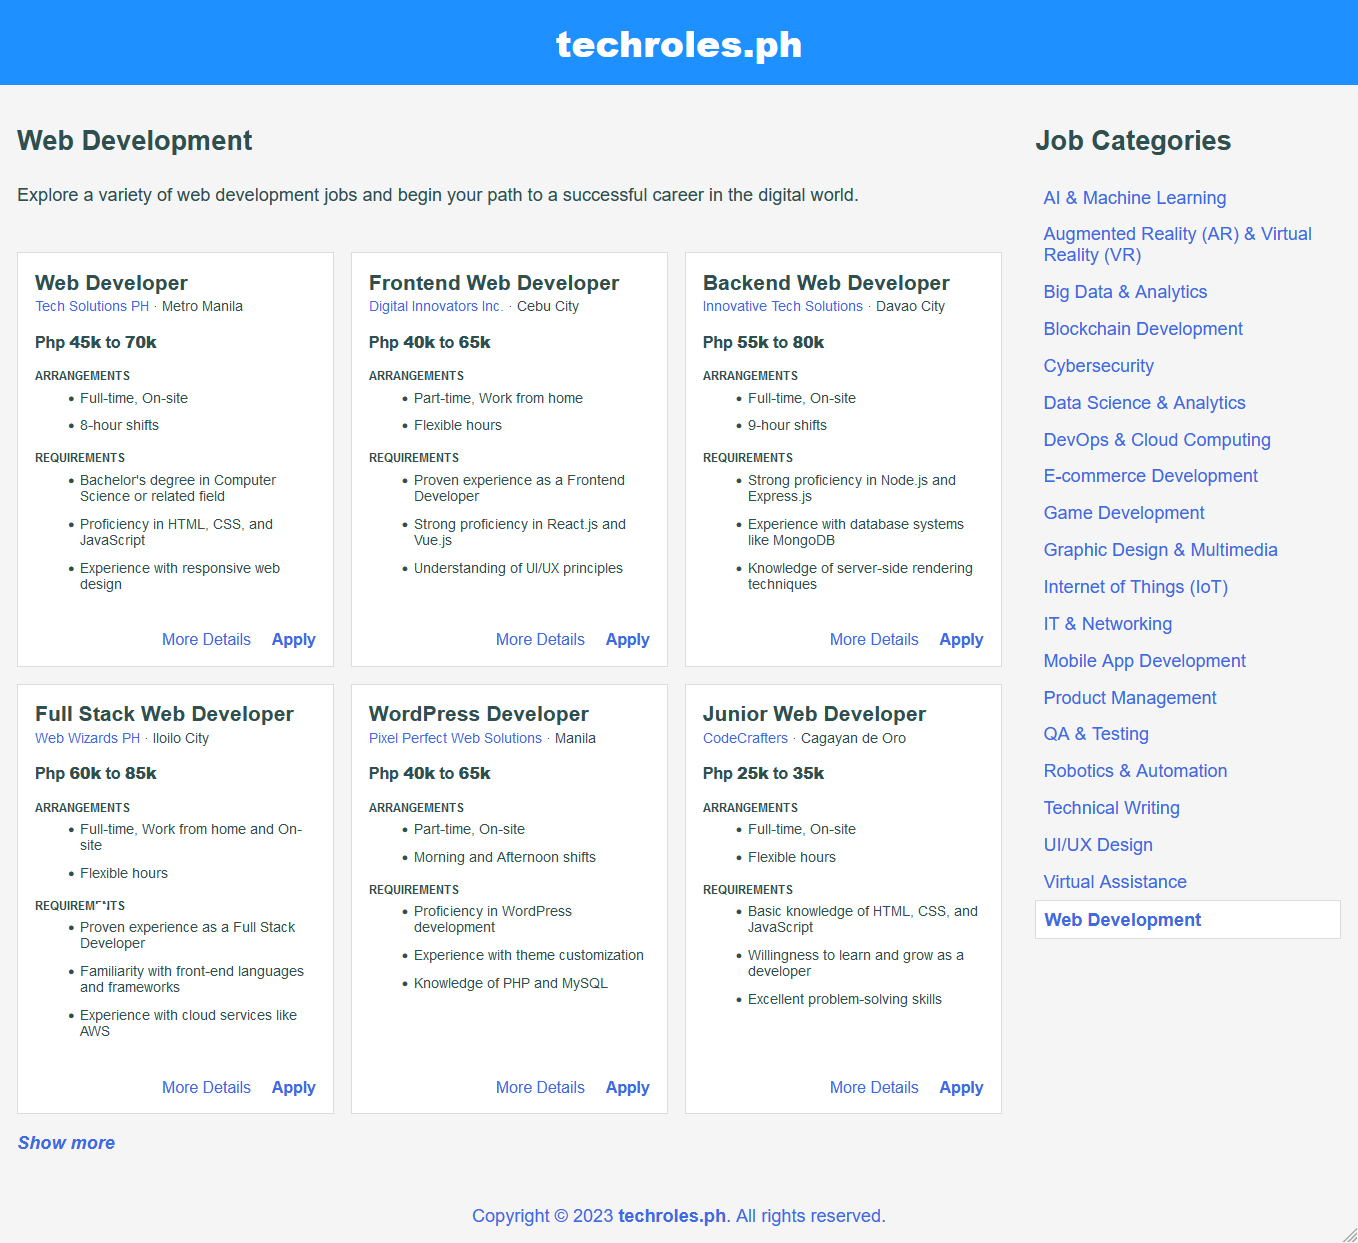 techroles.ph
Web Development
Explore a variety of web development jobs and begin your path to a successful career in the digital world.
Web Developer
Tech Solutions PH · Metro Manila
Php 45k to 70k
ARRANGEMENTS
• Full-time, On-site
• 8-hour shifts
REQUIREMENTS
• Bachelor's degree in Computer
Science or related field
• Proficiency in HTML, CSS, and
JavaScript
• Experience with responsive web
design
More Details Apply
Frontend Web Developer
Digital Innovators Inc. · Cebu City
Php 40k to 65k
ARRANGEMENTS
• Part-time, Work from home
• Flexible hours
REQUIREMENTS
• Proven experience as a Frontend
Developer
• Strong proficiency in React.js and
Vue.js
• Understanding of UI/UX principles
More Details Apply
Backend Web Developer
Innovative Tech Solutions · Davao City
Php 55k to 80k
ARRANGEMENTS
• Full-time, On-site
• 9-hour shifts
REQUIREMENTS
• Strong proficiency in Node.js and
Express.js
• Experience with database systems
like MongoDB
• Knowledge of server-side rendering
techniques
More Details Apply
Full Stack Web Developer
Web Wizards PH · Iloilo City
Php 60k to 85k
ARRANGEMENTS
• Full-time, Work from home and On-
site
• Flexible hours
REQUIREMENTS
• Proven experience as a Full Stack
Developer
• Familiarity with front-end languages
and frameworks
• Experience with cloud services like
AWS
More Details Apply
WordPress Developer
Pixel Perfect Web Solutions · Manila
Php 40k to 65k
ARRANGEMENTS
• Part-time, On-site
• Morning and Afternoon shifts
REQUIREMENTS
• Proficiency in WordPress
development
• Experience with theme customization
• Knowledge of PHP and MySQL
More Details Apply
Junior Web Developer
CodeCrafters · Cagayan de Oro
Php 25k to 35k
ARRANGEMENTS
• Full-time, On-site
• Flexible hours
REQUIREMENTS
• Basic knowledge of HTML, CSS, and
JavaScript
• Willingness to learn and grow as a
developer
• Excellent problem-solving skills
More Details Apply
Show more
Job Categories
AI & Machine Learning
Augmented Reality (AR) & Virtual
Reality (VR)
Big Data & Analytics
Blockchain Development
Cybersecurity
Data Science & Analytics
DevOps & Cloud Computing
E-commerce Development
Game Development
Graphic Design & Multimedia
Internet of Things (IoT)
IT & Networking
Mobile App Development
Product Management
QA & Testing
Robotics & Automation
Technical Writing
UI/UX Design
Virtual Assistance
Web Development
Copyright © 2023 techroles.ph. All rights reserved.